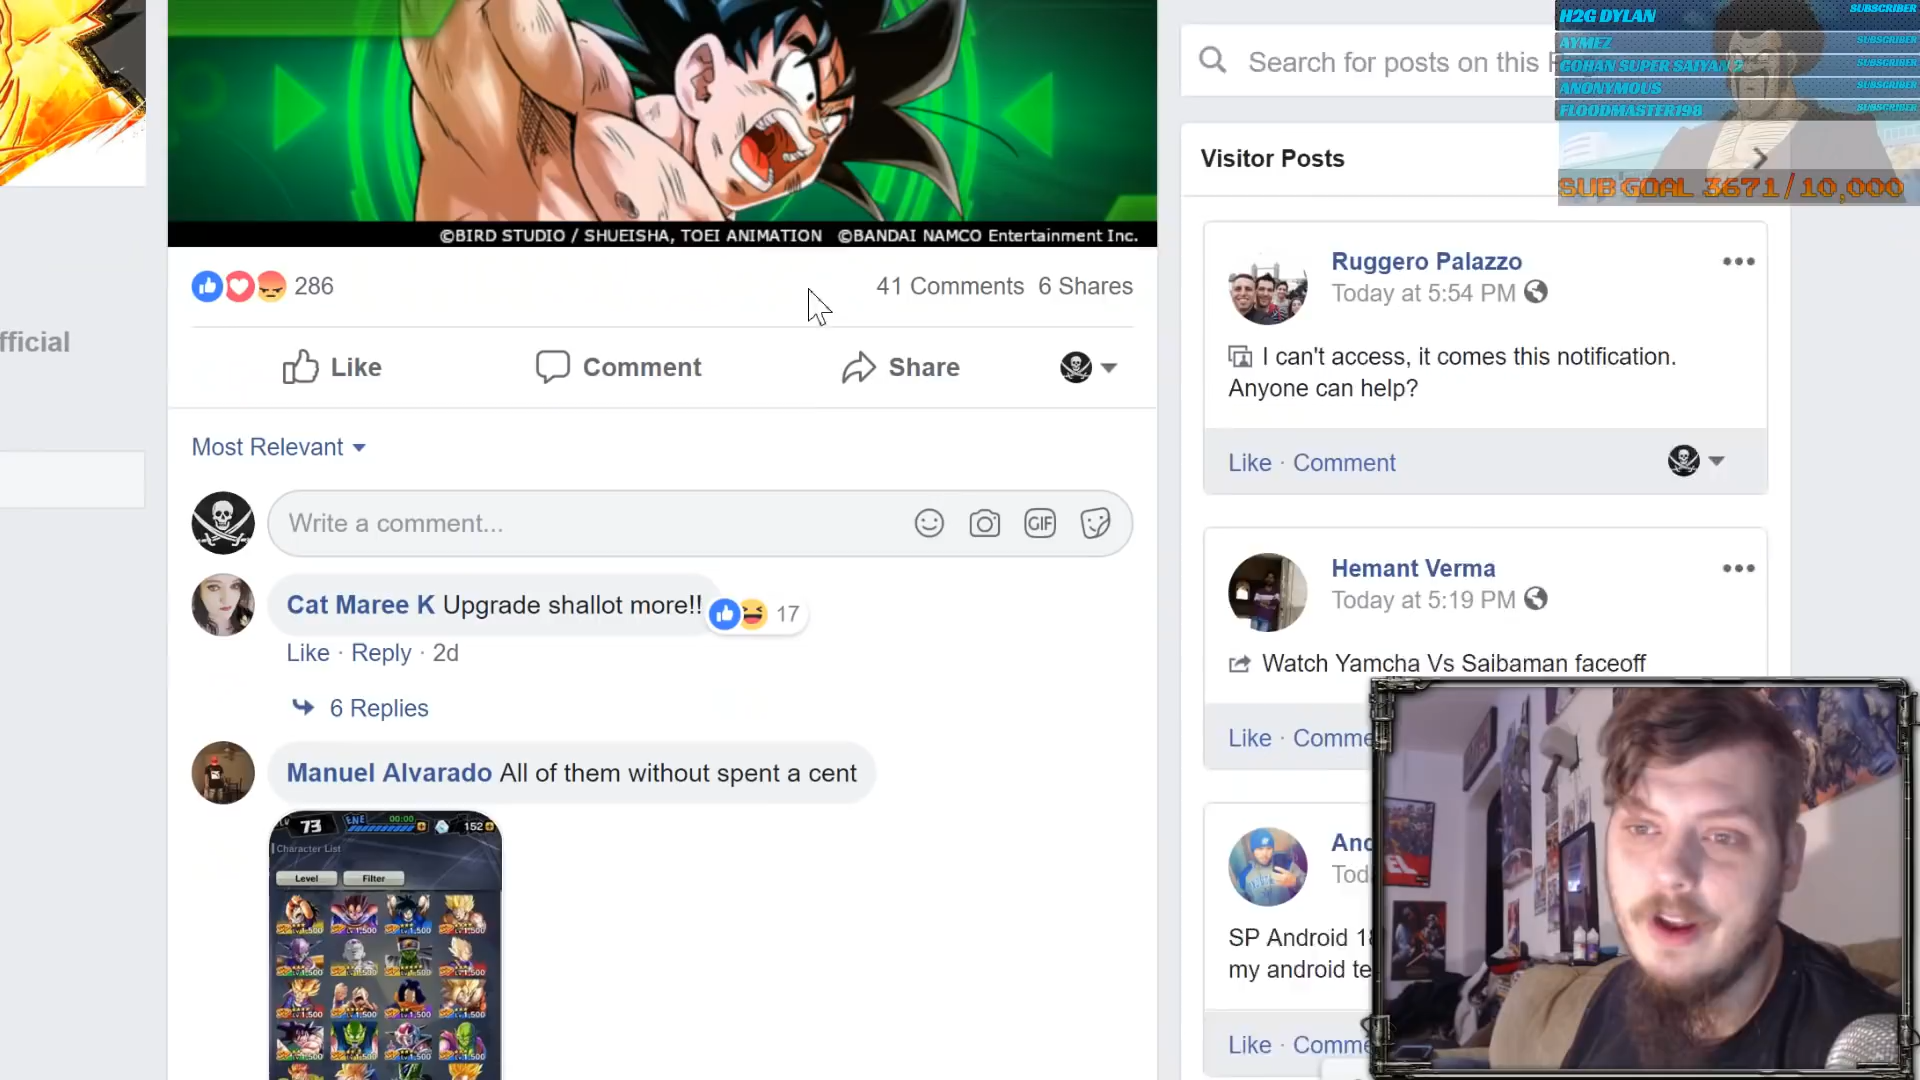 H2G DYLAN SUBSCRIBER
AYMEZ SUBSCRIBER
GOHAN SUPER SAIYAN 2 SUBSCRIBER
ANONYMOUS SUBSCRIBER
FLOODMASTER198 SUBSCRIBER
SUB GOAL 3671/10,000
Search for posts on this
Visitor Posts
©BIRD STUDIO / SHUEISHA, TOEI ANIMATION ©BANDAI NAMCO Entertainment Inc.
286
41 Comments 6 Shares
fficial
Like Comment Share
Most Relevant
Write a comment...
GIF
Cat Maree K Upgrade shallot more!!
17
Like · Reply · 2d
6 Replies
Manuel Alvarado All of them without spent a cent
73 ENE 00:00 152
Character List
Level Filter
Ruggero Palazzo
Today at 5:54 PM
I can't access, it comes this notification.
Anyone can help?
Like · Comment
Hemant Verma
Today at 5:19 PM
Watch Yamcha Vs Saibaman faceoff
Like · Comme
And
Tod
SP Android 18
my android te
Like · Comme